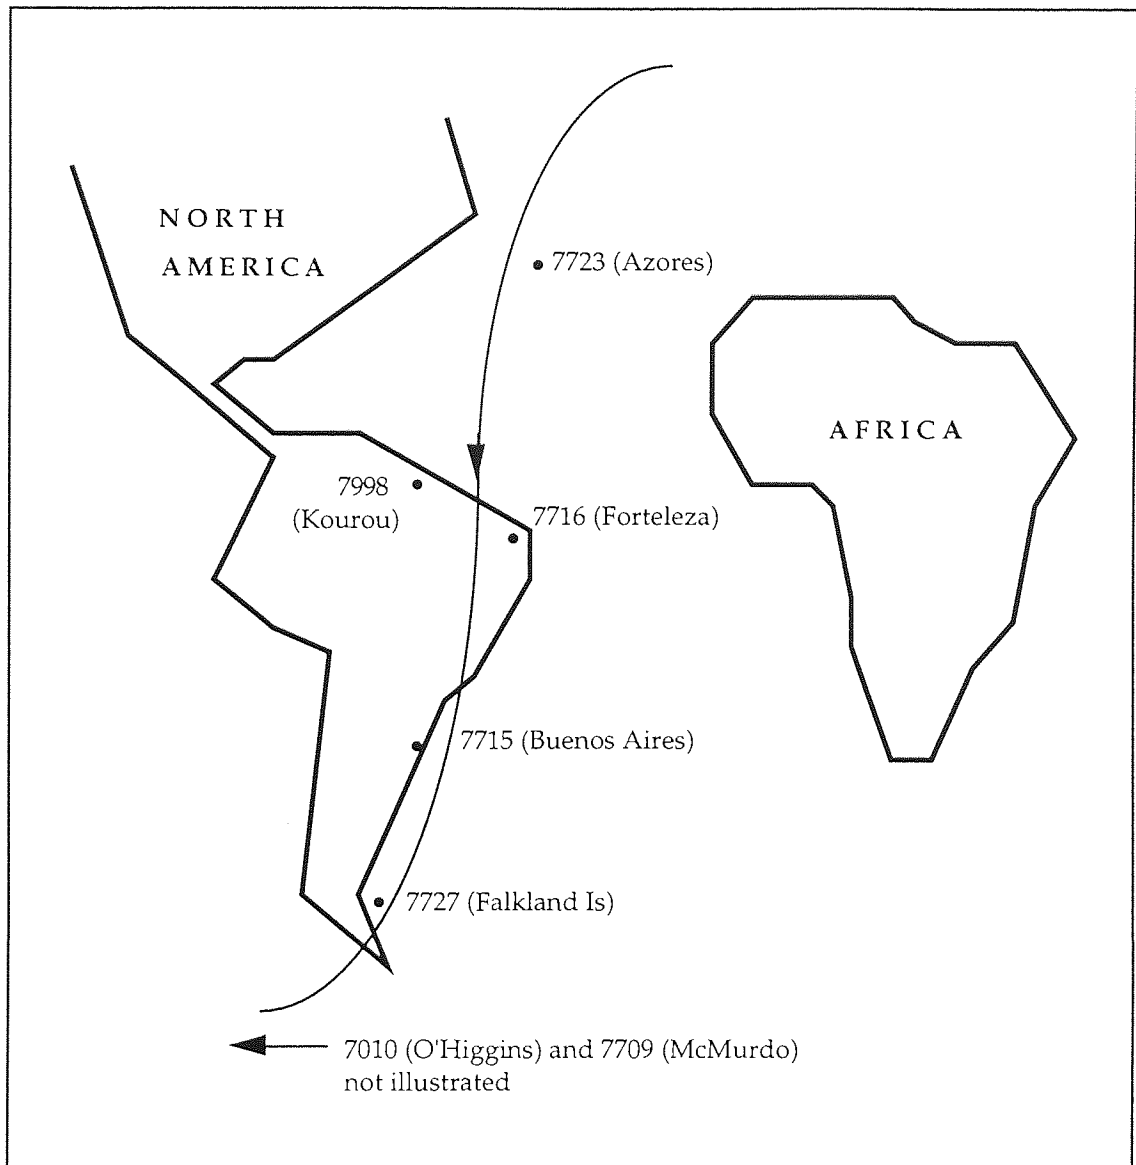 NORTH
AMERICA
7723 (Azores)
AFRICA
7998
(Kourou)
7716 (Forteleza)
7715 (Buenos Aires)
7727 (Falkland Is)
7010 (O'Higgins) and 7709 (McMurdo)
not illustrated